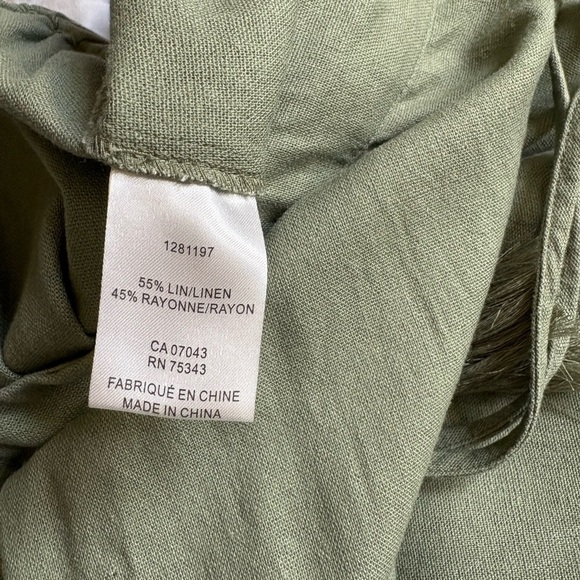 1281197
55% LIN/LINEN
45% RAYONNE/RAYON
CA 07043
RN 75343
FABRIQUÉ EN CHINE
MADE IN CHINA